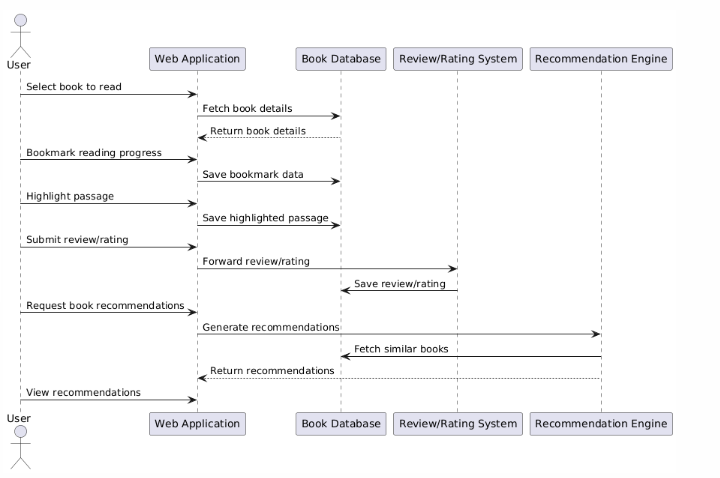 User
Web Application
Book Database
Review/Rating System
Recommendation Engine
Select book to read
Fetch book details
Return book details
Bookmark reading progress
Save bookmark data
Highlight passage
Save highlighted passage
Submit review/rating
Forward review/rating
Save review/rating
Request book recommendations
Generate recommendations
Fetch similar books
Return recommendations
View recommendations
User
Web Application
Book Database
Review/Rating System
Recommendation Engine